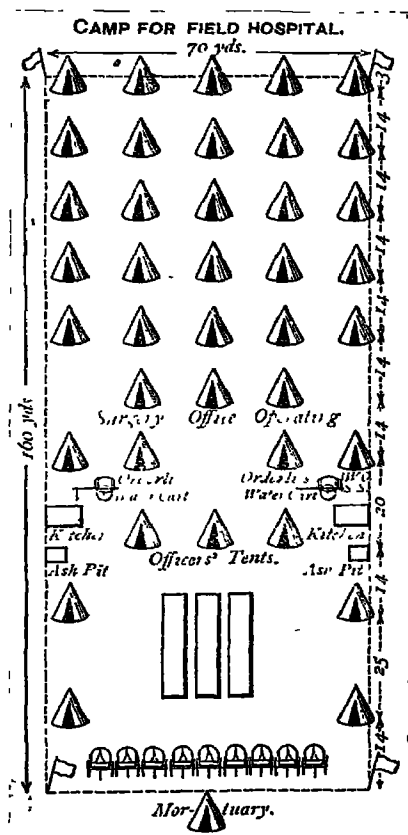 CAMP FOR FIELD HOSPITAL.
70 yds.
160 yds
3
14
14
14
14
14
14
20
14
25
14
Surgery Office Operating
Orderlies
Water Cart
Kitchen Kitchen
Officers' Tents.
Ash Pit Ash Pit
Mortuary.